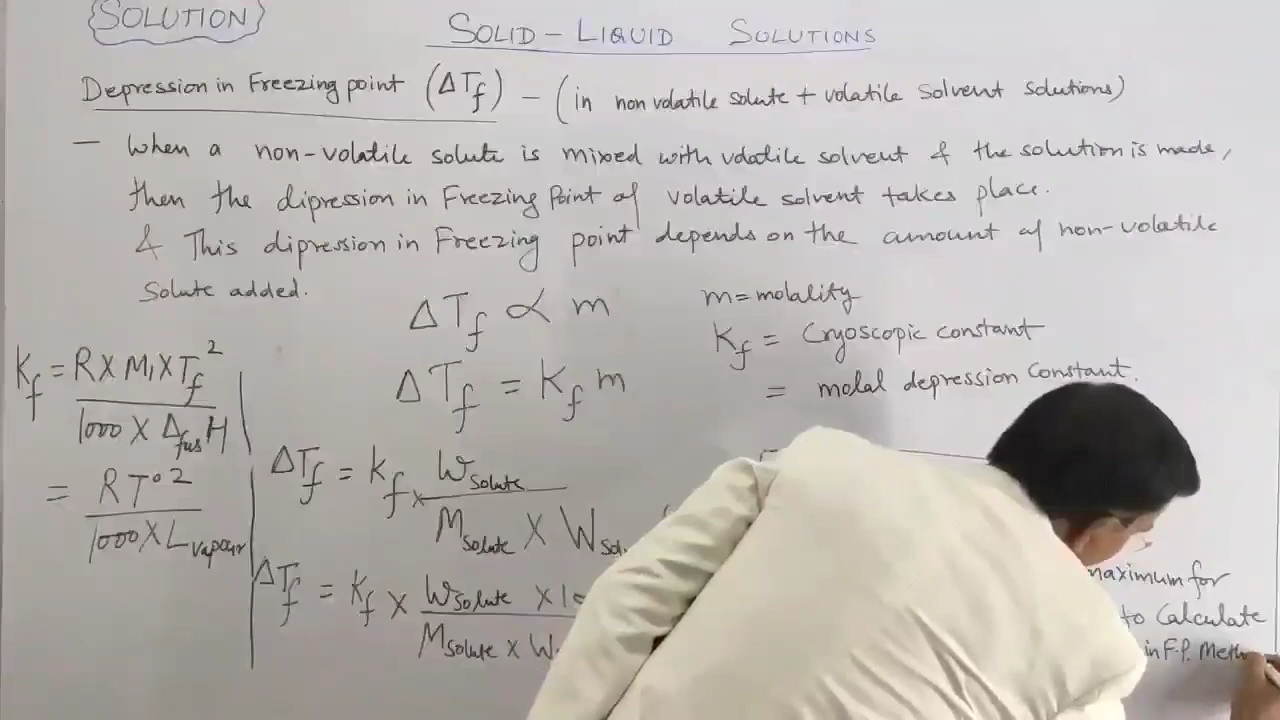 SOLUTION
SOLID-LIQUID SOLUTIONS
Depression in Freezing point (ΔTf) - (in non volatile solute + volatile solvent solutions)
- When a non-volatile solute is mixed with volatile solvent & the solution is made,
then the dipression in Freezing Point of volatile solvent takes place.
& This dipression in Freezing point depends on the amount of non-volatile
Solute added.
ΔTf ∝ m
m = molality
Kf = Cryoscopic constant
= molal depression constant.
ΔTf = Kf m
Kf = R X M1 X Tf²
1000 X ΔfusH
= R T°²
1000 X Lvapour
ΔTf = Kf × Wsolute
Msolute X W
ΔTf = Kf × Wsolute X
Msolute × W
maximum for
to Calculate
in F.P.